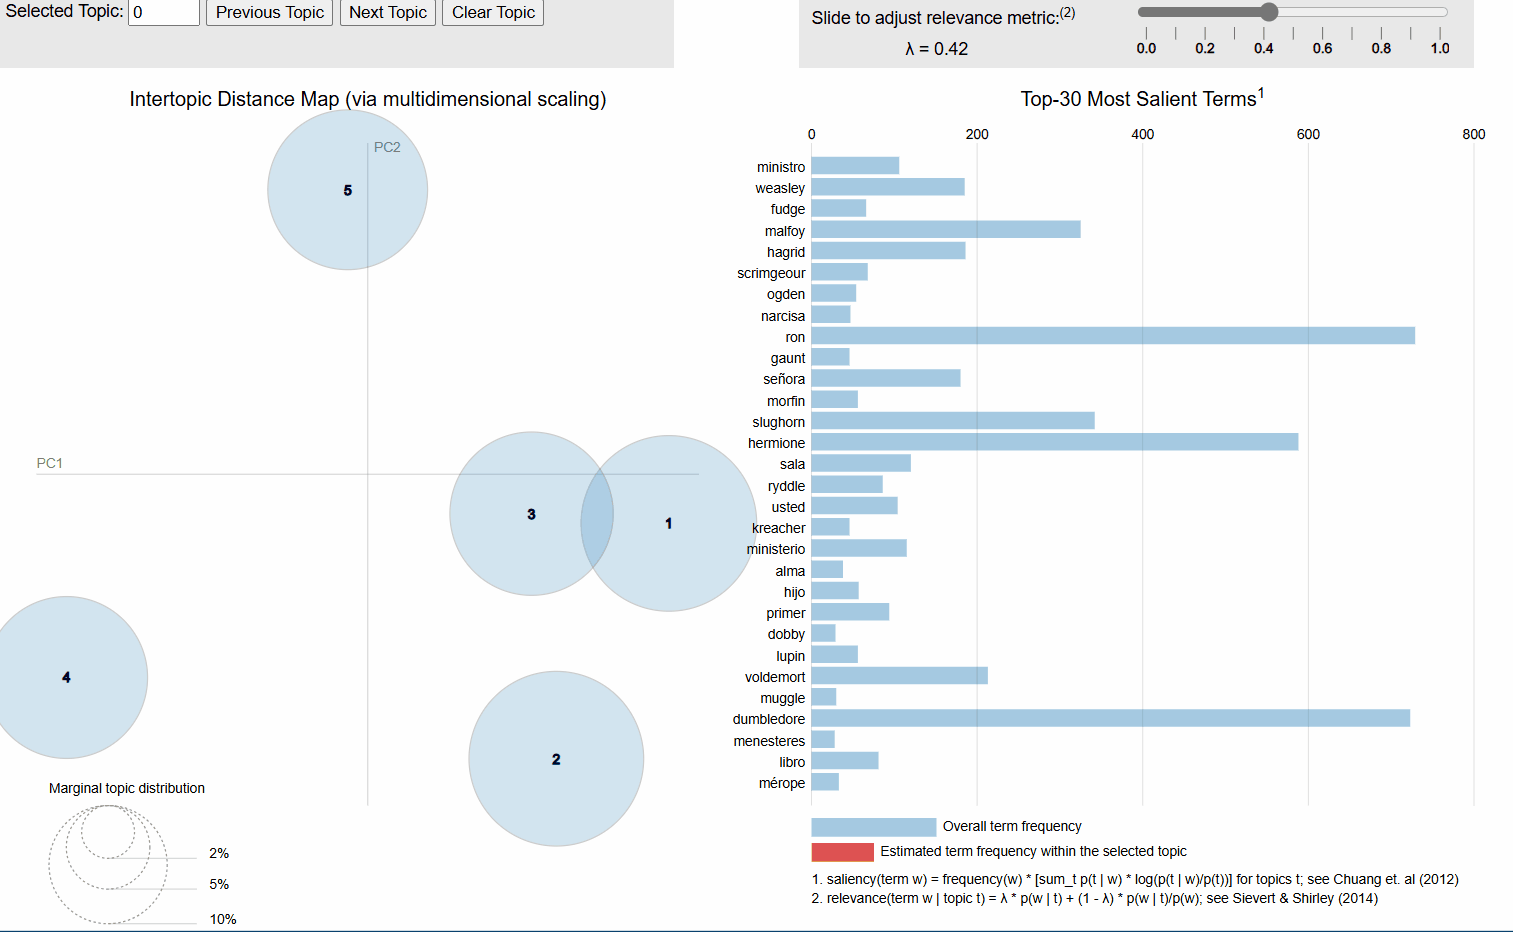 Selected Topic: 0 Previous Topic Next Topic Clear Topic
Slide to adjust relevance metric:(2)
λ = 0.42
0.0 0.2 0.4 0.6 0.8 1.0
Intertopic Distance Map (via multidimensional scaling)
PC2
5
PC1
3
1
4
2
Marginal topic distribution
2%
5%
10%
Top-30 Most Salient Terms1
0 200 400 600 800
ministro
weasley
fudge
malfoy
hagrid
scrimgeour
ogden
narcisa
ron
gaunt
señora
morfin
slughorn
hermione
sala
ryddle
usted
kreacher
ministerio
alma
hijo
primer
dobby
lupin
voldemort
muggle
dumbledore
menesteres
libro
mérope
Overall term frequency
Estimated term frequency within the selected topic
1. saliency(term w) = frequency(w) * [sum_t p(t | w) * log(p(t | w)/p(t))] for topics t; see Chuang et. al (2012)
2. relevance(term w | topic t) = λ * p(w | t) + (1 - λ) * p(w | t)/p(w); see Sievert & Shirley (2014)